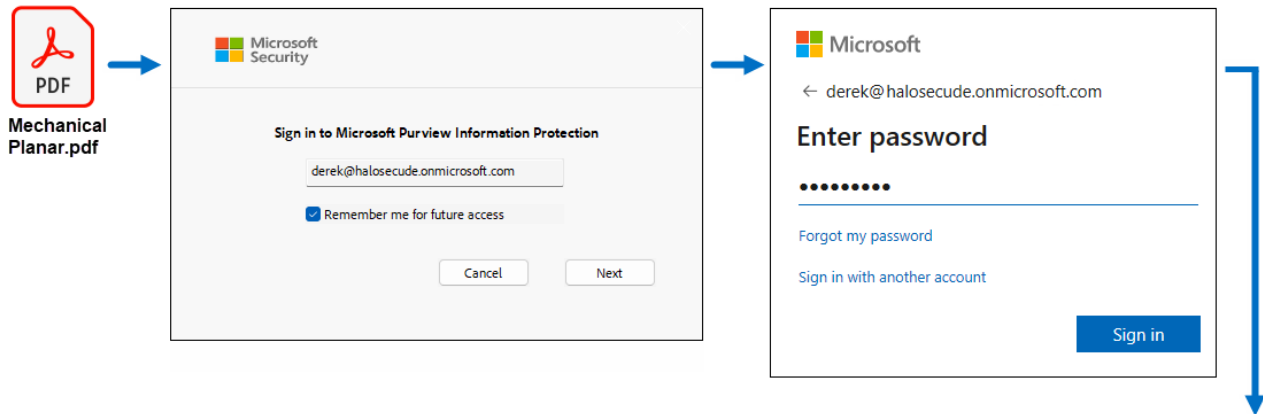 PDF
Mechanical
Planar.pdf
Microsoft
Security
Sign in to Microsoft Purview Information Protection
derek@halosecude.onmicrosoft.com
Remember me for future access
Cancel
Next
Microsoft
← derek@halosecude.onmicrosoft.com
Enter password
•••••••••
Forgot my password
Sign in with another account
Sign in